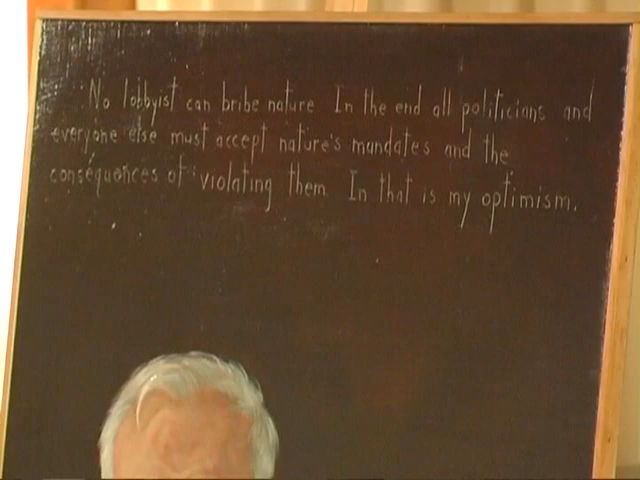 No lobbyist can bribe nature In the end all politicians and
everyone else must accept nature's mandates and the
consequences of violating them In that is my optimism.